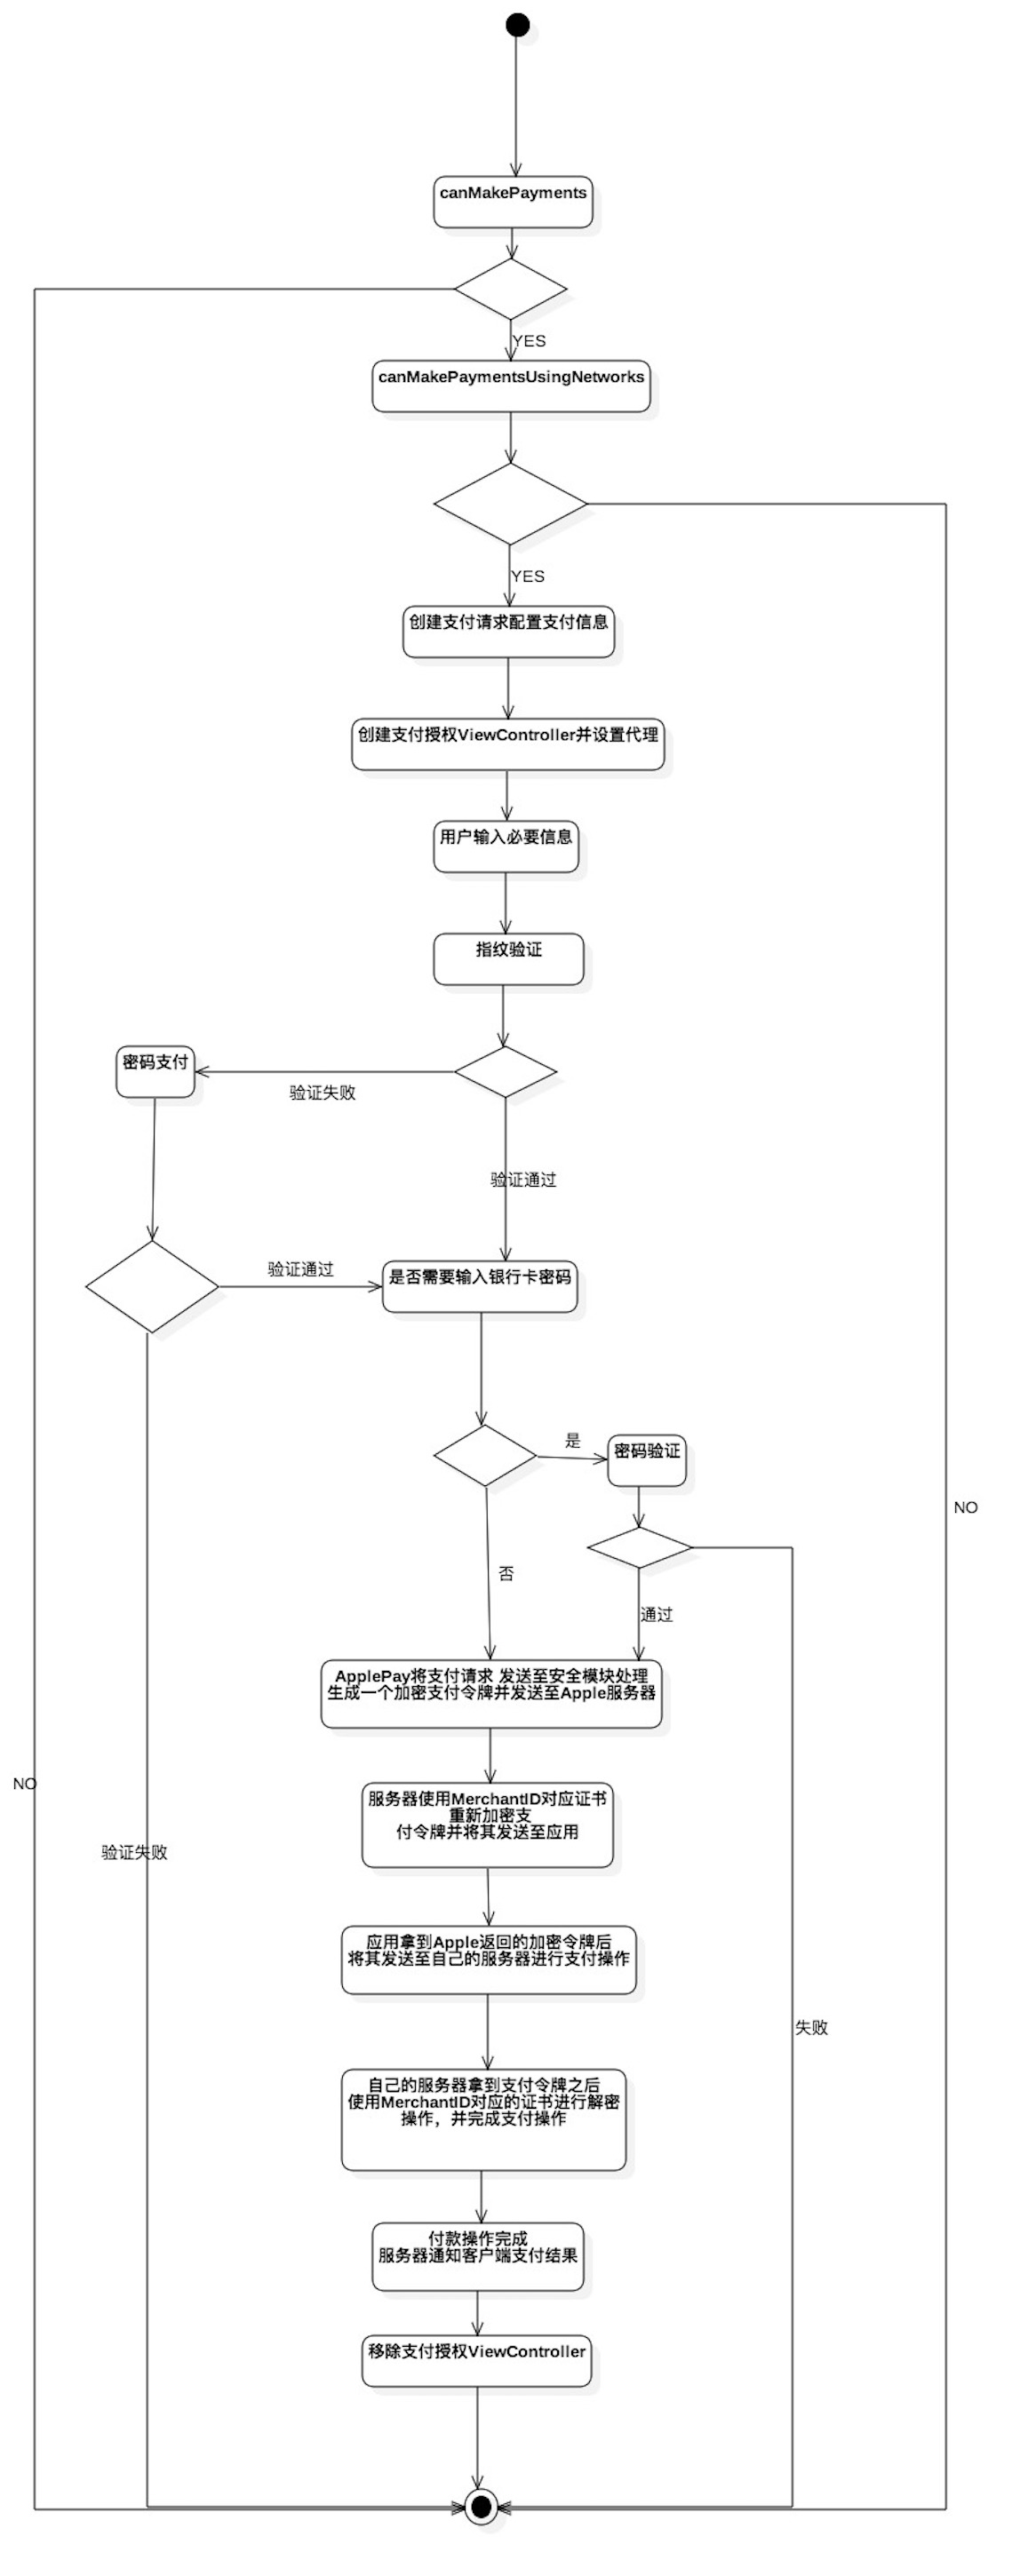 canMakePayments
YES
canMakePaymentsUsingNetworks
YES
创建支付请求配置支付信息
创建支付授权ViewController并设置代理
用户输入必要信息
指纹验证
密码支付
验证失败
验证通过
验证通过
是否需要输入银行卡密码
是
密码验证
NO
否
通过
ApplePay将支付请求 发送至安全模块处理
生成一个加密支付令牌并发送至Apple服务器
NO
服务器使用MerchantID对应证书
重新加密支
付令牌并将其发送至应用
验证失败
应用拿到Apple返回的加密令牌后
将其发送至自己的服务器进行支付操作
失败
自己的服务器拿到支付令牌之后
使用MerchantID对应的证书进行解密
操作，并完成支付操作
付款操作完成
服务器通知客户端支付结果
移除支付授权ViewController